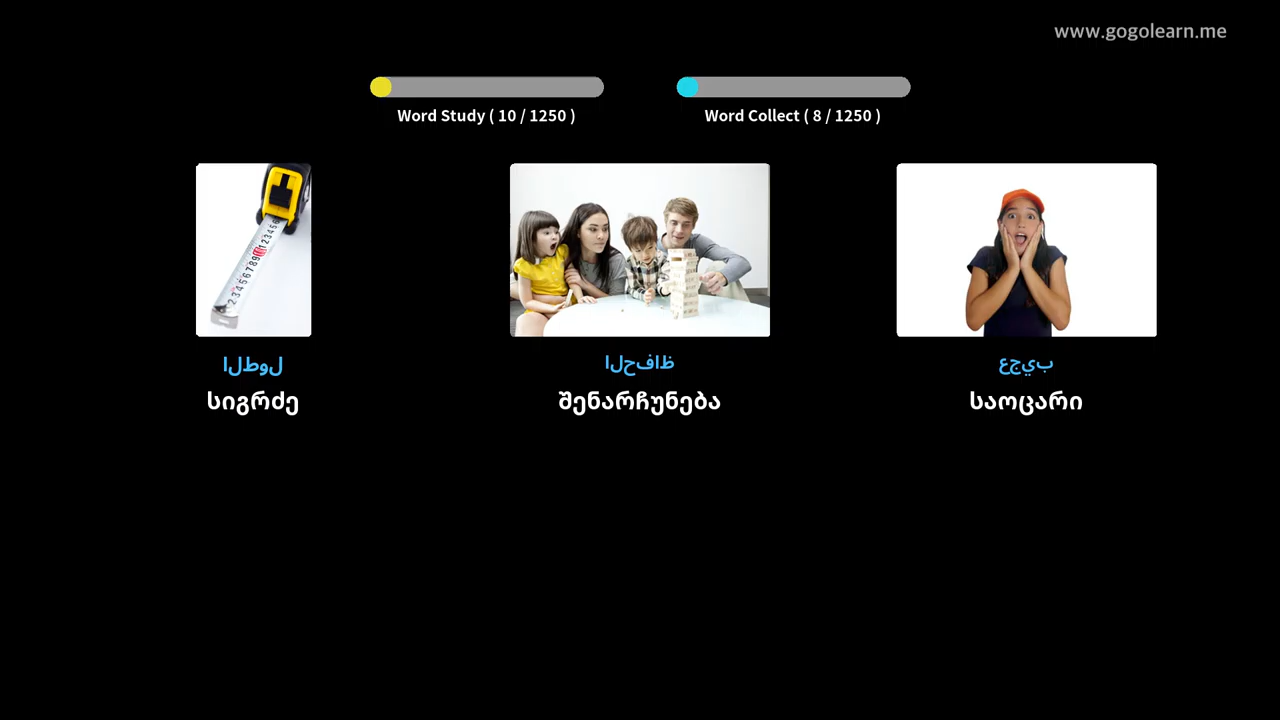 www.gogolearn.me
Word Study ( 10 / 1250 )
Word Collect ( 8 / 1250 )
الطول
الحفاظ
عجيب
სიგრძე
შენარჩუნება
საოცარი